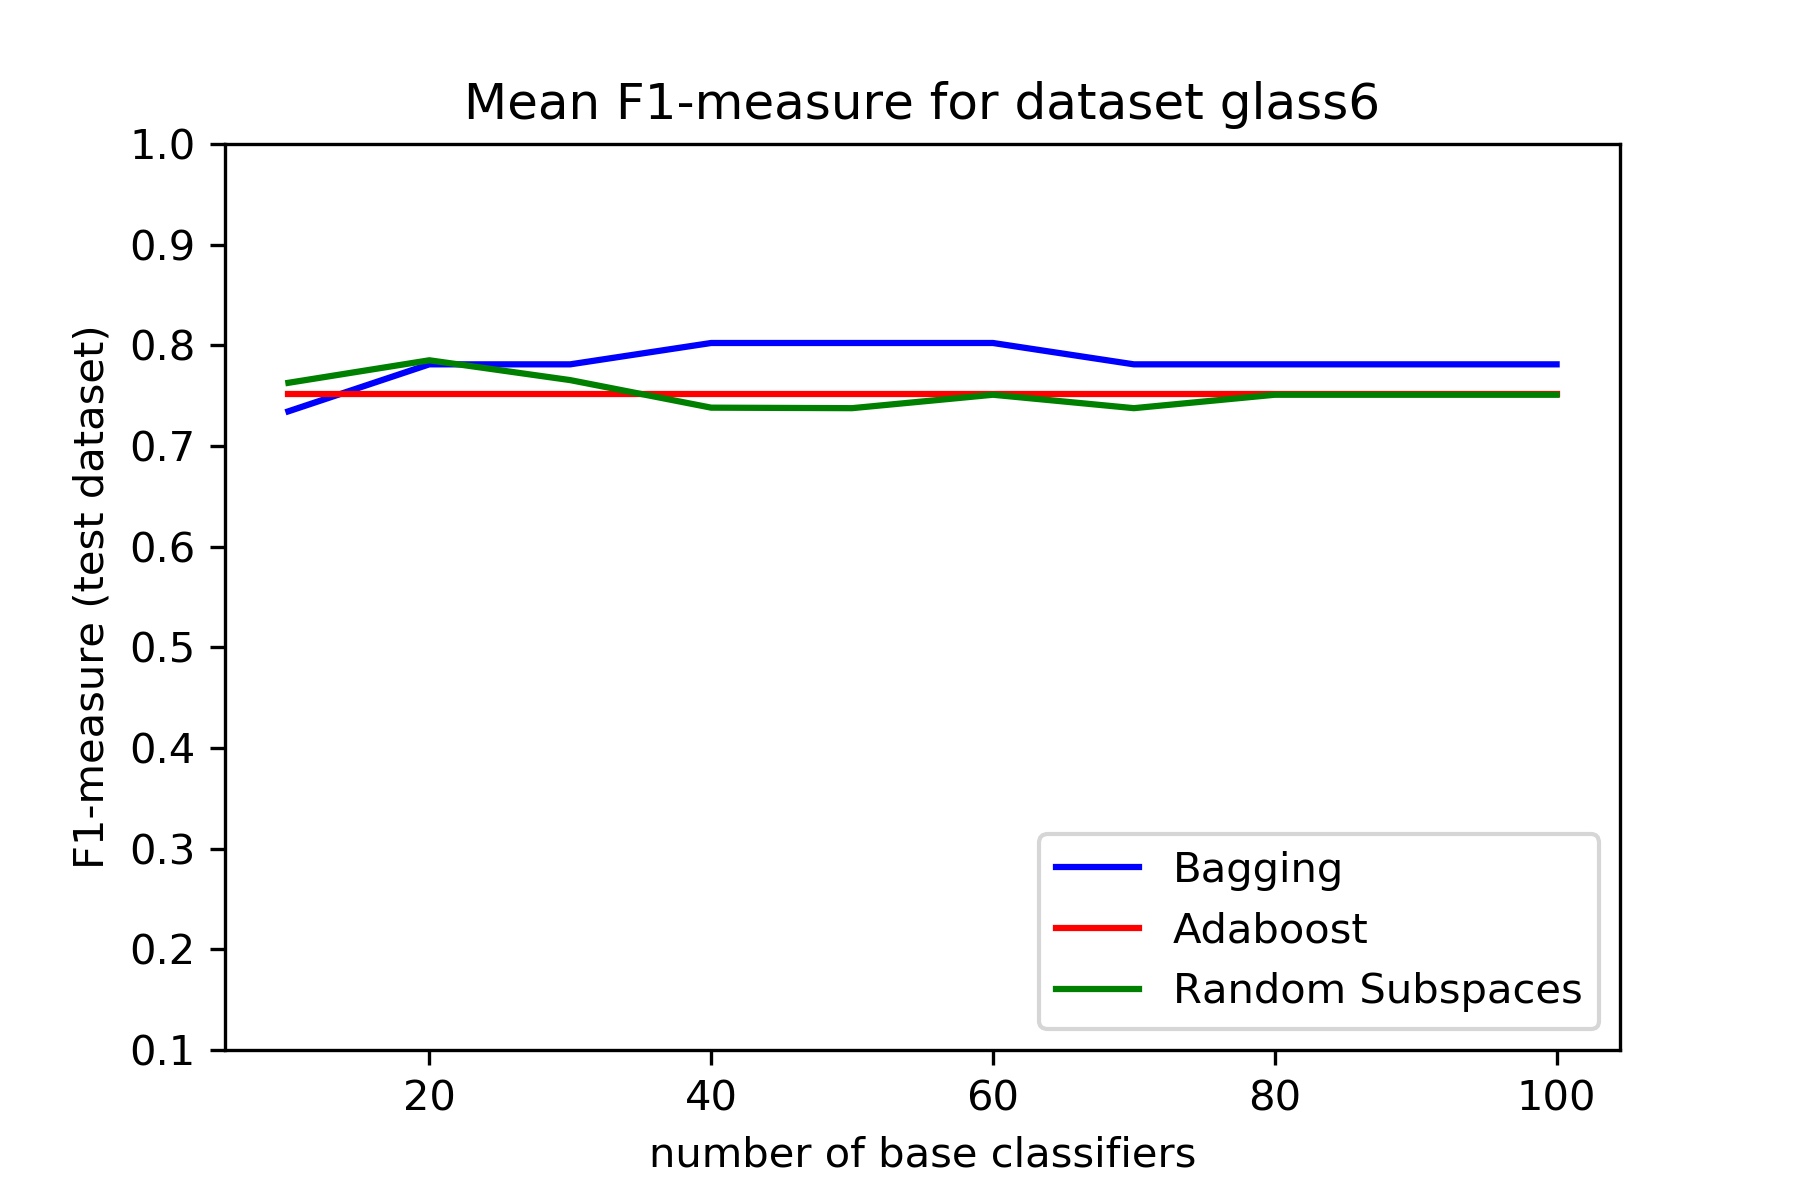 Mean F1-measure for dataset glass6
1.0
0.9
0.8
0.7
0.6
0.5
0.4
0.3
0.2
0.1
F1-measure (test dataset)
Bagging
Adaboost
Random Subspaces
20 40 60 80 100
number of base classifiers